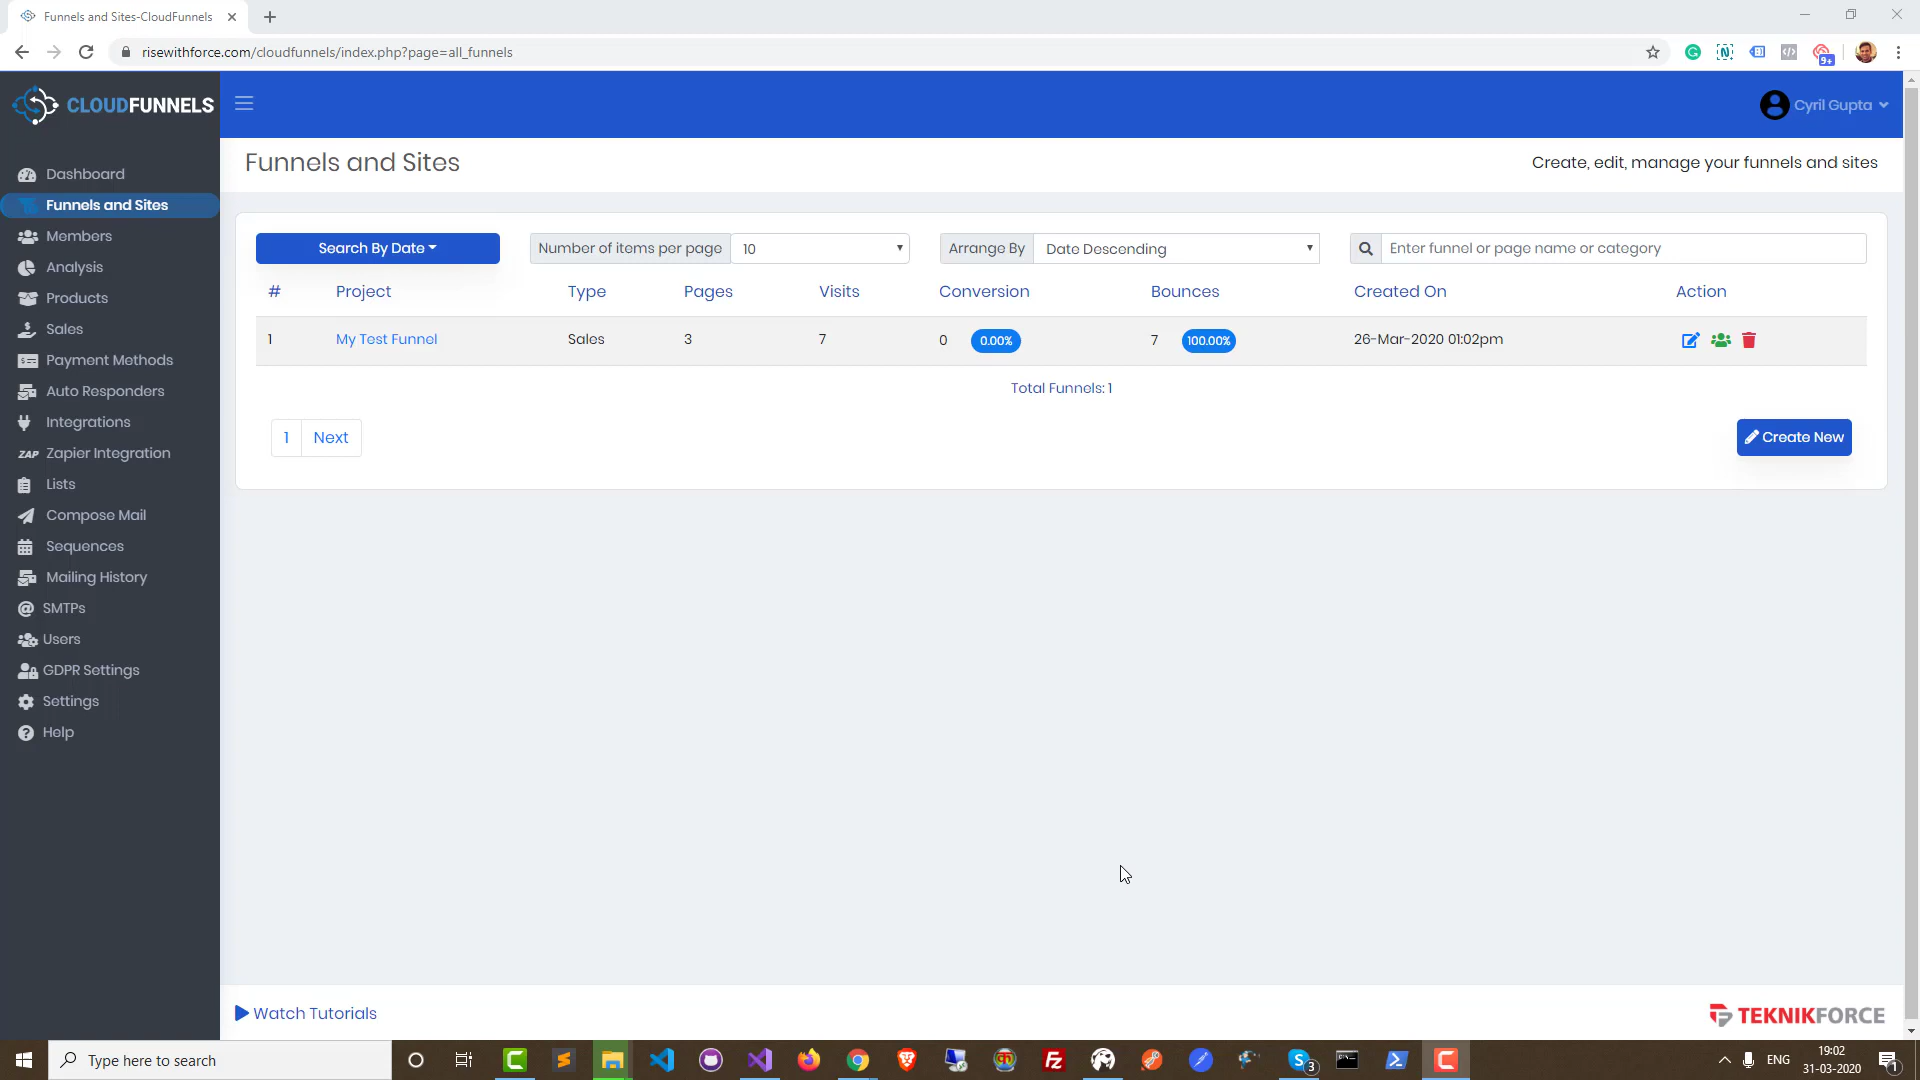 Funnels and Sites-CloudFunnels
risewithforce.com/cloudfunnels/index.php?page=all_funnels
9+
CLOUDFUNNELS
Cyril Gupta
Funnels and Sites
Create, edit, manage your funnels and sites
Dashboard
Funnels and Sites
Members
Analysis
Products
Sales
Payment Methods
Auto Responders
Integrations
ZAP Zapier Integration
Lists
Compose Mail
Sequences
Mailing History
SMTPs
Users
GDPR Settings
Settings
Help
Search By Date
Number of items per page 10
Arrange By Date Descending
Enter funnel or page name or category
# Project Type Pages Visits Conversion Bounces Created On Action
1 My Test Funnel Sales 3 7 0 0.00% 7 100.00% 26-Mar-2020 01:02pm
Total Funnels: 1
1 Next
Create New
Watch Tutorials
TEKNIKFORCE
Type here to search
3
ENG
19:02
31-03-2020
1